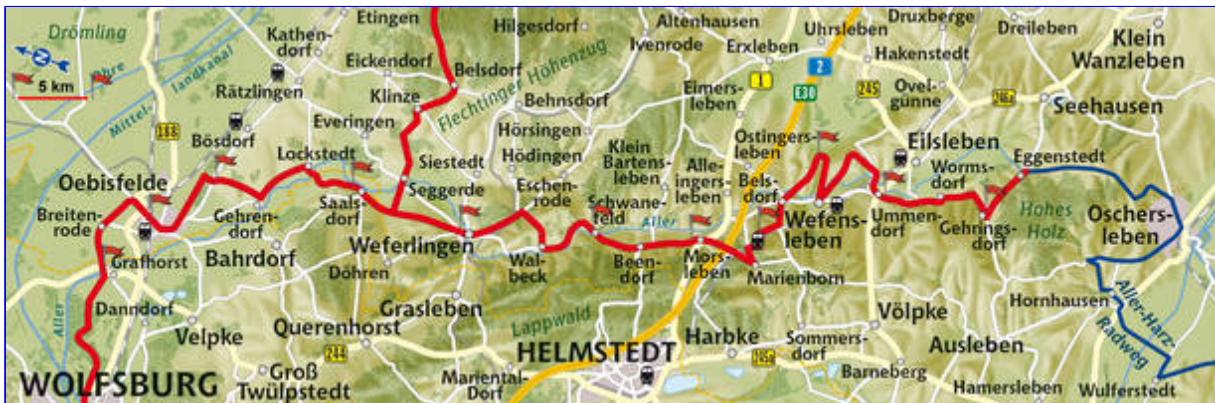 Drömling
Etingen
Hilgesdorf
Altenhausen
Uhrsleben
Druxberge
Dreileben
Kathen-
dorf
Ivenrode
Erxleben
Hakenstedt
Klein
Wanzleben
N
Ohre
Mittel-
landkanal
Eickendorf
Belsdorf
Flechtinger Höhenzug
1
2
5 km
Rätzlingen
Klinze
Behnsdorf
Eimers-
leben
E30
245
Ovel-
günne
246a
Seehausen
188
Bösdorf
Everingen
Hörsingen
Ostingers-
leben
Eilsleben
Lockstedt
Siestedt
Hödingen
Klein
Bartens-
leben
Alle-
ringers-
leben
Eggenstedt
Oebisfelde
Seggerde
Eschen-
rode
Bels-
dorf
Worms-
dorf
Breiten-
rode
Gehren-
dorf
Saals-
dorf
Schwane-
feld
Aller
Wefens-
leben
Ummen-
dorf
Gehrings-
dorf
Hohes
Holz
Oschers-
leben
Grafhorst
Bahrdorf
Weferlingen
Wal-
beck
Been-
dorf
Mors-
leben
Marienborn
Döhren
Aller
Danndorf
Grasleben
Hornhausen
Aller-Harz-
Radweg
Velpke
Querenhorst
Lappwald
Harbke
Völpke
244
HELMSTEDT
245a
Sommers-
dorf
Ausleben
WOLFSBURG
Groß
Twülpstedt
Mariental-
Dorf
Barneberg
Hamersleben
Wulferstedt